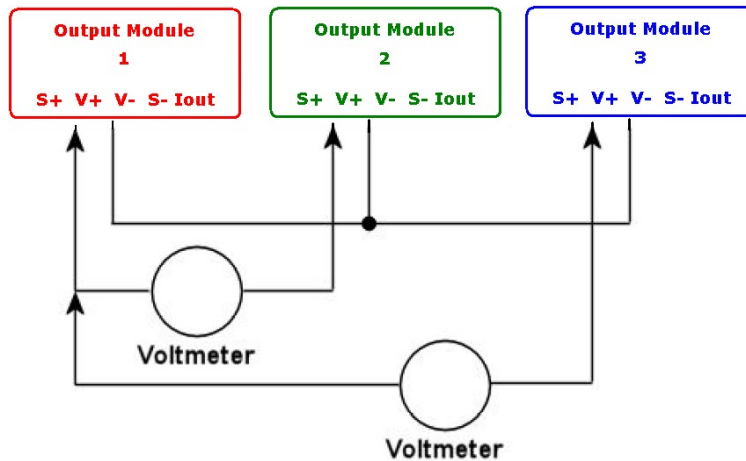 Output Module
1
S+ V+ V- S- Iout
Output Module
2
S+ V+ V- S- Iout
Output Module
3
S+ V+ V- S- Iout
Voltmeter
Voltmeter